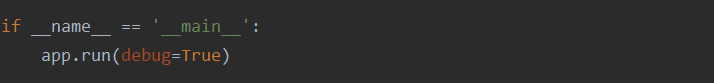 if __name__ == '__main__':
    app.run(debug=True)